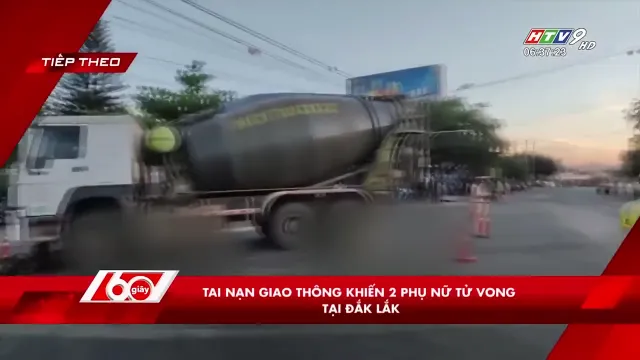 TIẾP THEO
HTV9 HD
06:37:23
60 giây
TAI NẠN GIAO THÔNG KHIẾN 2 PHỤ NỮ TỬ VONG
TẠI ĐẮK LẮK